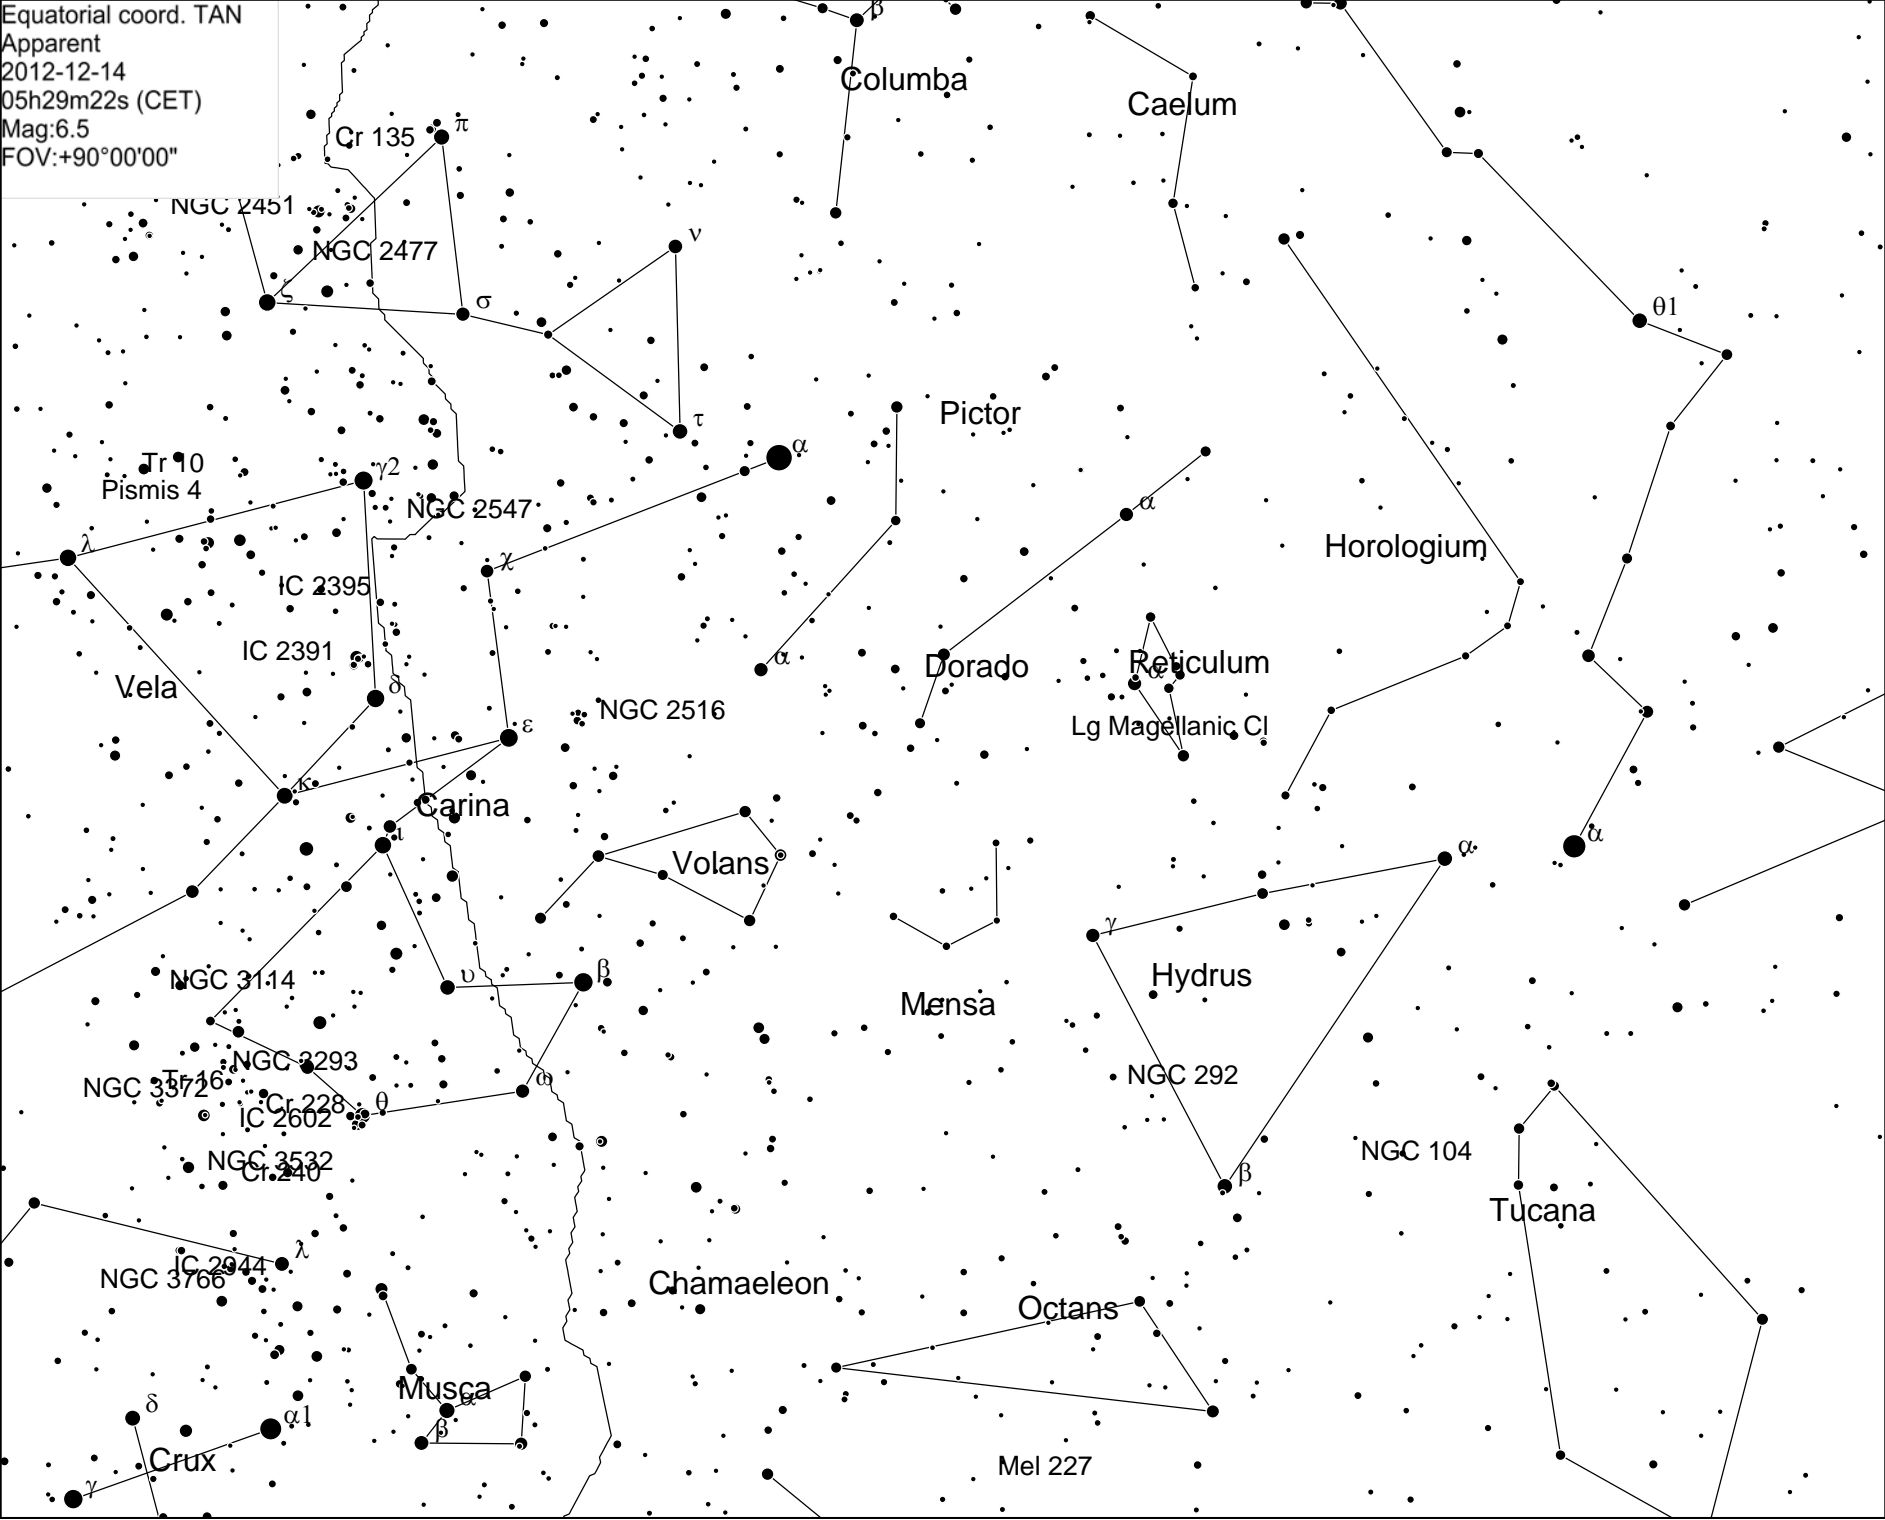 Equatorial coord. TAN
Apparent
2012-12-14
05h29m22s (CET)
Mag:6.5
FOV:+90°00'00"
β
Columba
Caelum
Cr 135
π
NGC 2451
NGC 2477
ν
ζ
σ
θ1
Pictor
τ
α
Tr 10
γ2
Pismis 4
NGC 2547
α
λ
χ
Horologium
IC 2395
IC 2391
α
Dorado
Reticulum
α
Vela
δ
NGC 2516
Lg Magellanic Cl
ε
κ
Carina
ι
Volans
α
α
γ
NGC 3114
υ
β
Hydrus
Mensa
NGC 3293
Tr 16
NGC 3372
ω
NGC 292
Cr 228
θ
IC 2602
NGC 104
NGC 3532
Cr 240
β
Tucana
λ
IC 2944
NGC 3766
Chamaeleon
Octans
Musca
α
δ
α1
β
Crux
Mel 227
γ